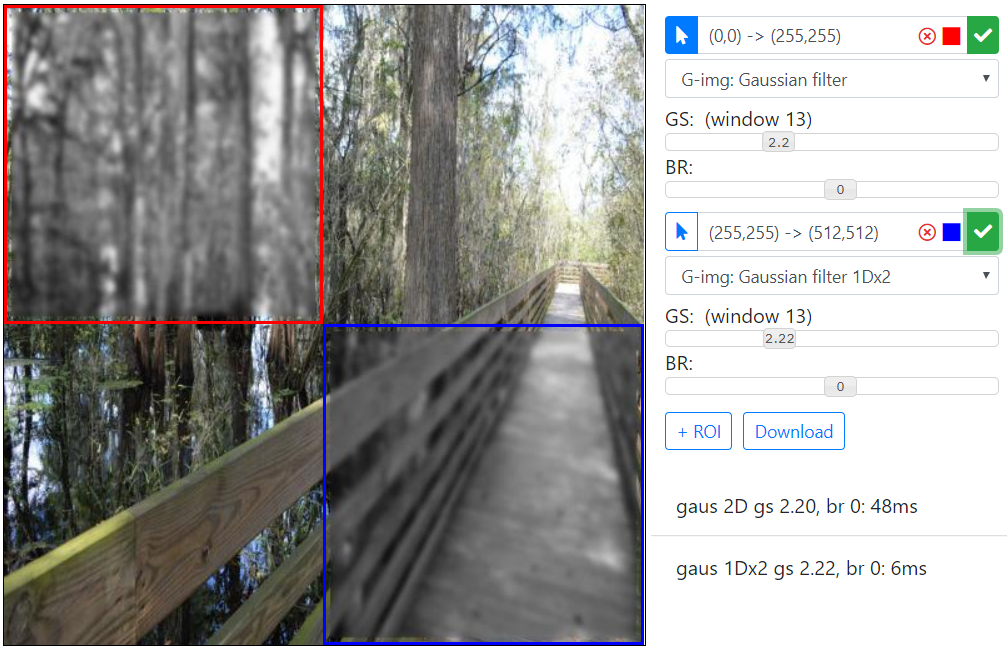 (0,0) -> (255,255)
G-img: Gaussian filter
GS: (window 13)
2.2
BR:
0
(255,255) -> (512,512)
G-img: Gaussian filter 1Dx2
GS: (window 13)
2.22
BR:
0
+ ROI Download
gaus 2D gs 2.20, br 0: 48ms
gaus 1Dx2 gs 2.22, br 0: 6ms